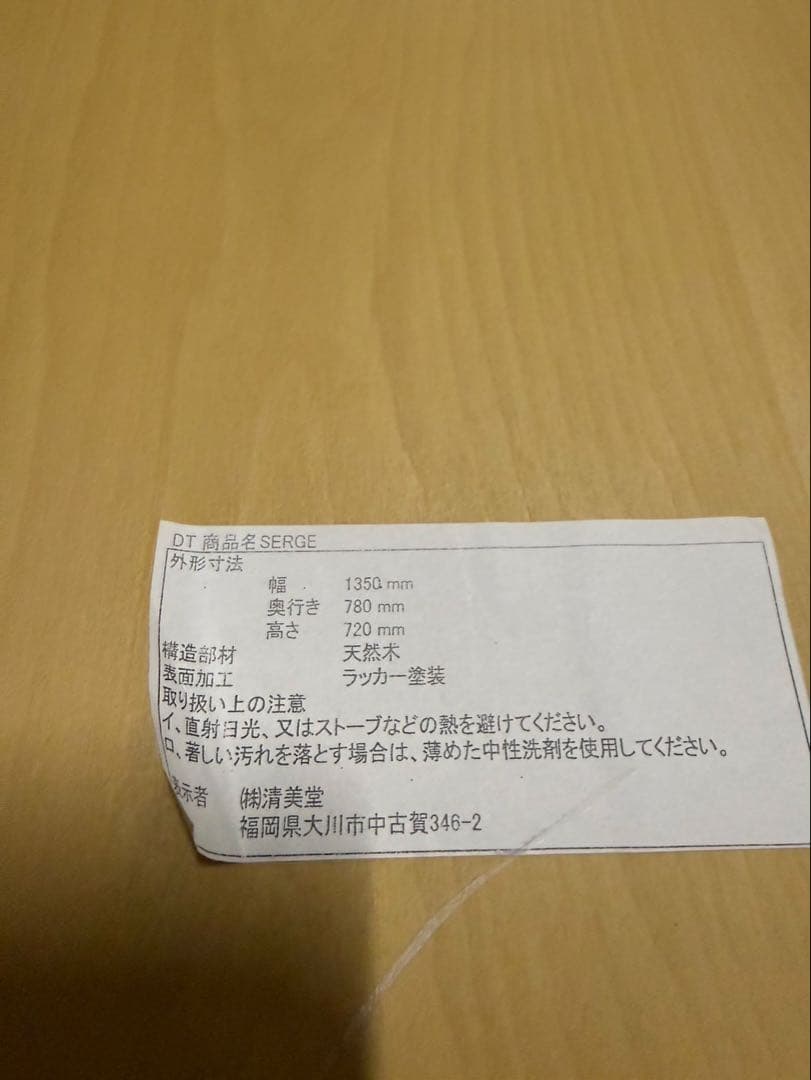 DT 商品名SERGE
外形寸法
幅 1350 mm
奥行き 780 mm
高さ 720 mm
構造部材 天然木
表面加工 ラッカー塗装
取り扱い上の注意
イ、直射日光、又はストーブなどの熱を避けてください。
ロ、著しい汚れを落とす場合は、薄めた中性洗剤を使用してください。
表示者 ㈱清美堂
福岡県大川市中古賀346-2